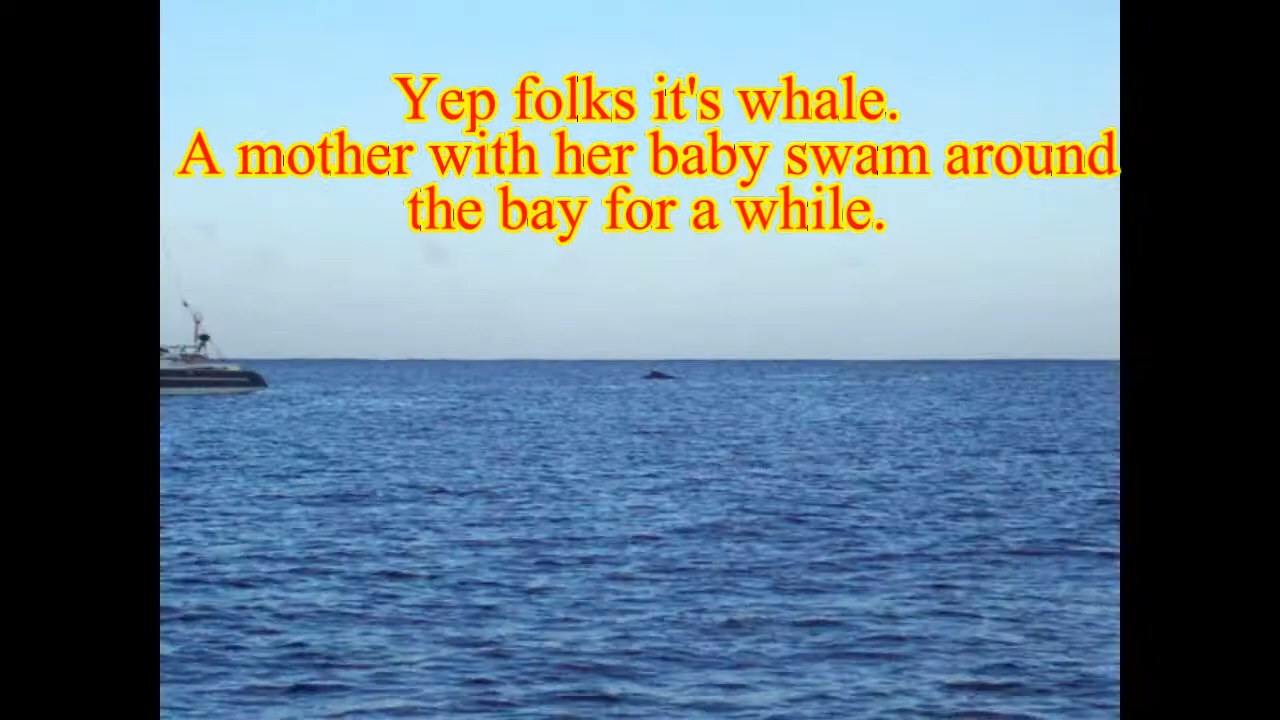 Yep folks it's whale.
A mother with her baby swam around
the bay for a while.